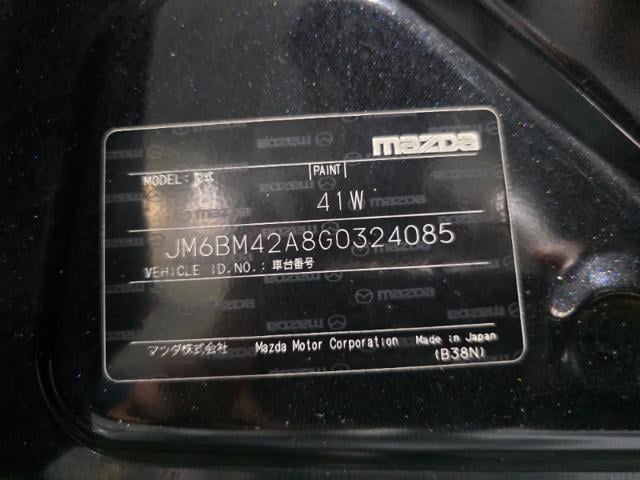 mazda
MODEL: 型式 PAINT
41W
JM6BM42A8G0324085
VEHICLE ID.NO.: 車台番号
マツダ株式会社 Mazda Motor Corporation Made in Japan
(B38N)